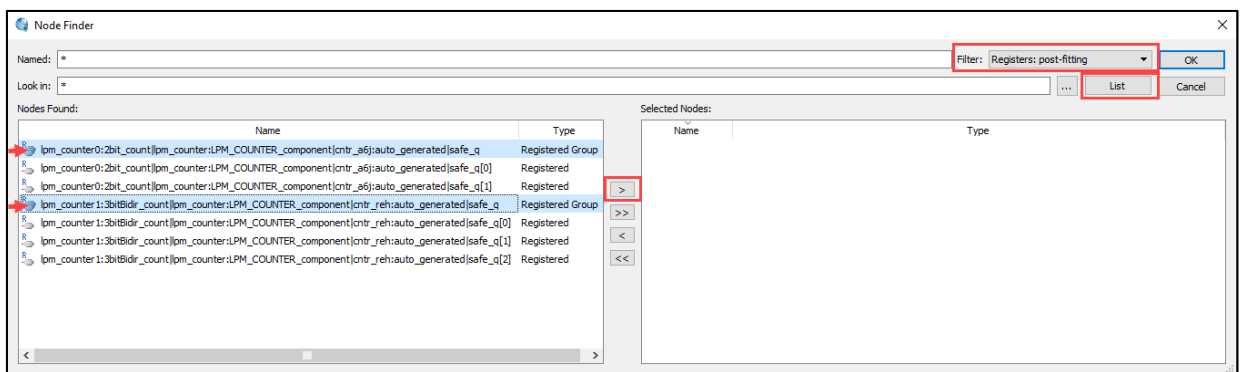 Node Finder
Named: *
Filter: Registers: post-fitting
OK
Look in: *
...
List
Cancel
Nodes Found:
Selected Nodes:
Name Type
Name Type
lpm_counter0:2bit_count|lpm_counter:LPM_COUNTER_component|cntr_a6j:auto_generated|safe_q Registered Group
lpm_counter0:2bit_count|lpm_counter:LPM_COUNTER_component|cntr_a6j:auto_generated|safe_q[0] Registered
lpm_counter0:2bit_count|lpm_counter:LPM_COUNTER_component|cntr_a6j:auto_generated|safe_q[1] Registered
lpm_counter1:3bitBidir_count|lpm_counter:LPM_COUNTER_component|cntr_reh:auto_generated|safe_q Registered Group
lpm_counter1:3bitBidir_count|lpm_counter:LPM_COUNTER_component|cntr_reh:auto_generated|safe_q[0] Registered
lpm_counter1:3bitBidir_count|lpm_counter:LPM_COUNTER_component|cntr_reh:auto_generated|safe_q[1] Registered
lpm_counter1:3bitBidir_count|lpm_counter:LPM_COUNTER_component|cntr_reh:auto_generated|safe_q[2] Registered
>
>>
<
<<